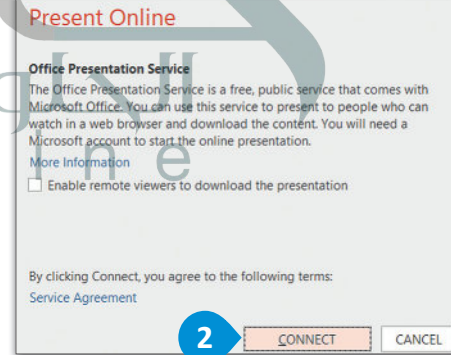 Present Online
Office Presentation Service
The Office Presentation Service is a free, public service that comes with
Microsoft Office. You can use this service to present to people who can
watch in a web browser and download the content. You will need a
Microsoft account to start the online presentation.
More Information
Enable remote viewers to download the presentation
By clicking Connect, you agree to the following terms:
Service Agreement
2
CONNECT CANCEL